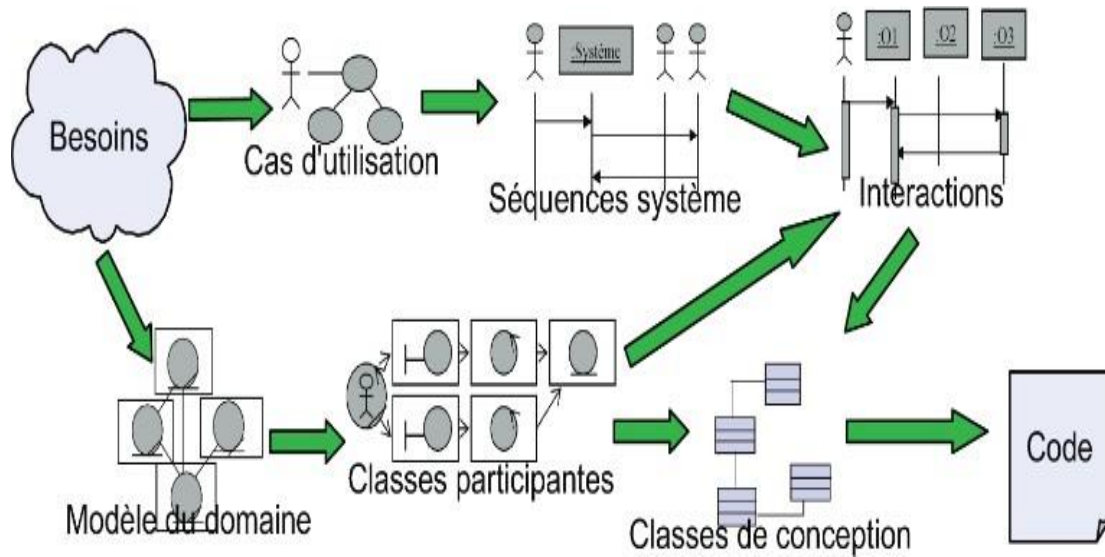 Besoins
Cas d'utilisation
:Système
Séquences système
:O1
:O2
:O3
Interactions
Modèle du domaine
Classes participantes
Classes de conception
Code